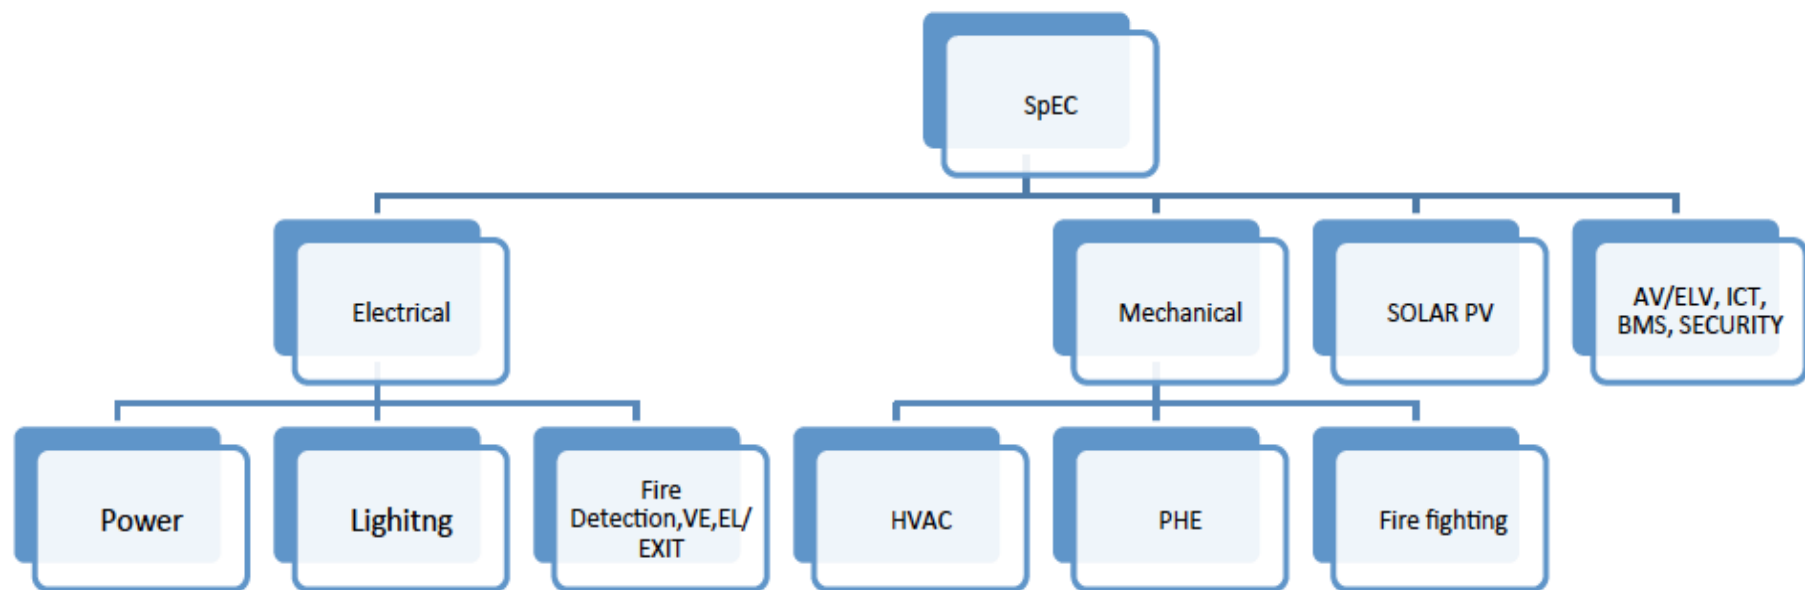 SpEC
Electrical
Mechanical
SOLAR PV
AV/ELV, ICT,
BMS, SECURITY
Power
Lighitng
Fire
Detection,VE,EL/
EXIT
HVAC
PHE
Fire fighting